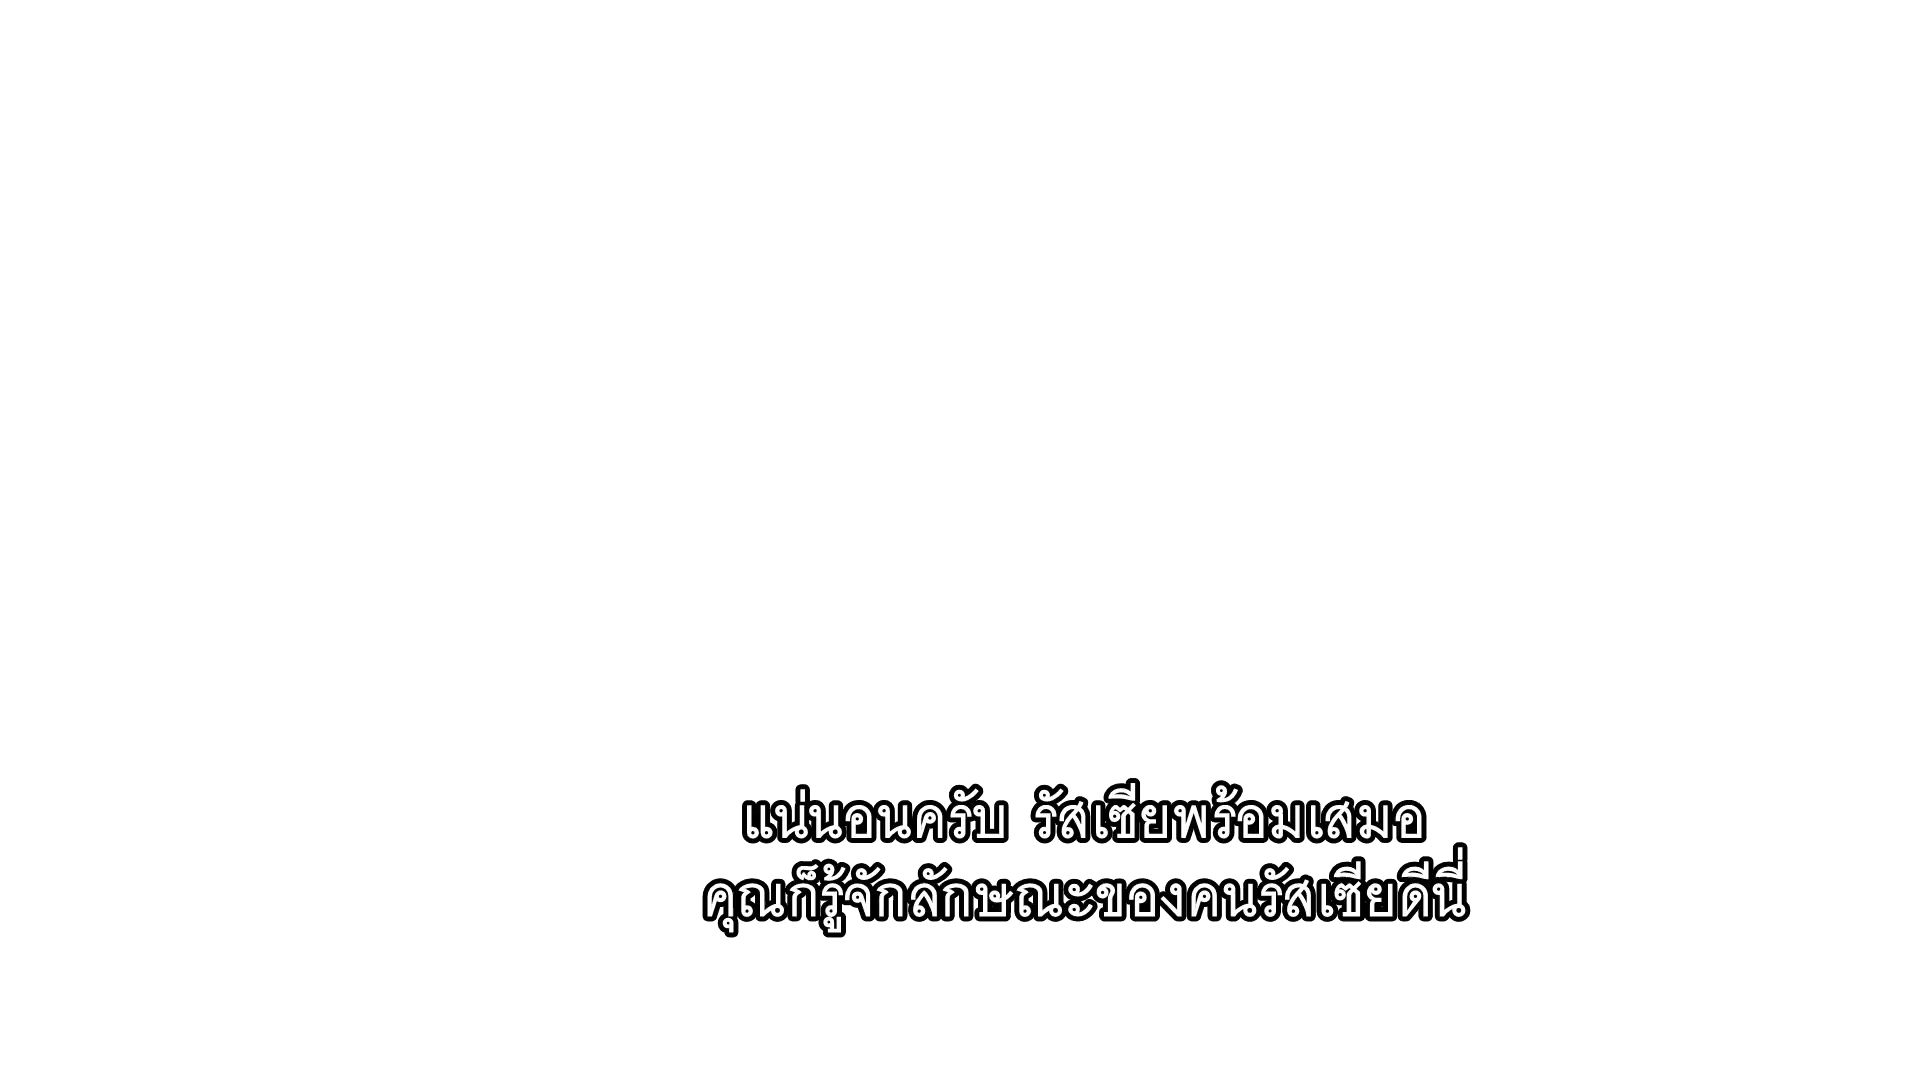 แน่นอนครับ รัสเซียพร้อมเสมอ
คุณก็รู้จักลักษณะของคนรัสเซียดีนี่